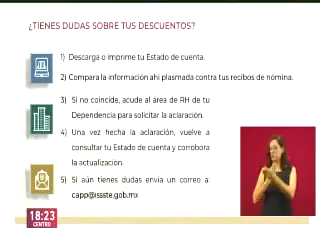 ¿TIENES DUDAS SOBRE TUS DESCUENTOS?
1) Descarga o imprime tu Estado de cuenta.
2) Compara la información ahí plasmada contra tus recibos de nómina.
3) Si no coincide, acude al área de RH de tu
Dependencia para solicitar la aclaración.
4) Una vez hecha la aclaración, vuelve a
consultar tu Estado de cuenta y corrobora
la actualizacion.
5) Si aún tienes dudas envia un correo a:
capp@issste.gob.mx
18:23
CENTRO